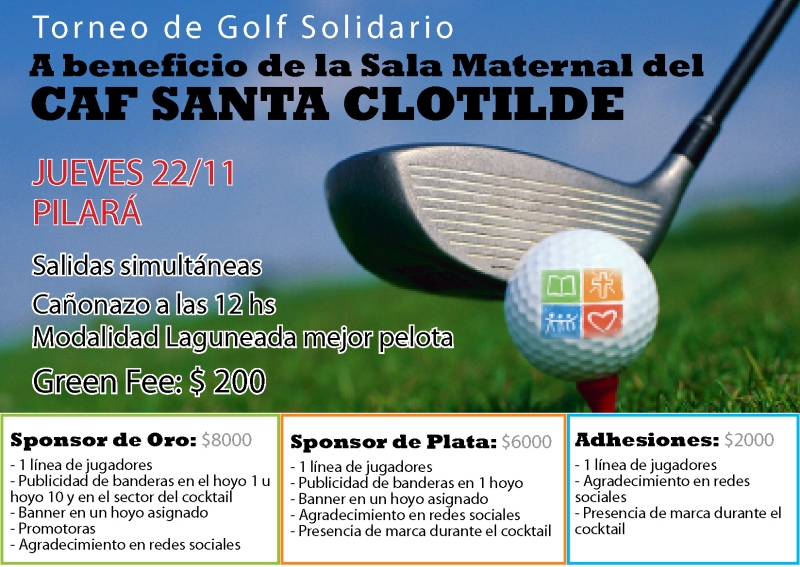 Torneo de Golf Solidario
A beneficio de la Sala Maternal del
CAF SANTA CLOTILDE
JUEVES 22/11
PILARÁ
Salidas simultáneas
Cañonazo a las 12 hs
Modalidad Laguneada mejor pelota
Green Fee: $ 200
Sponsor de Oro: $8000
- 1 línea de jugadores
- Publicidad de banderas en el hoyo 1 u
hoyo 10 y en el sector del cocktail
- Banner en un hoyo asignado
- Promotoras
- Agradecimiento en redes sociales
Sponsor de Plata: $6000
- 1 línea de jugadores
- Publicidad de banderas en 1 hoyo
- Banner en un hoyo asignado
- Agradecimiento en redes sociales
- Presencia de marca durante el cocktail
Adhesiones: $2000
- 1 línea de jugadores
- Agradecimiento en redes
sociales
- Presencia de marca durante el
cocktail